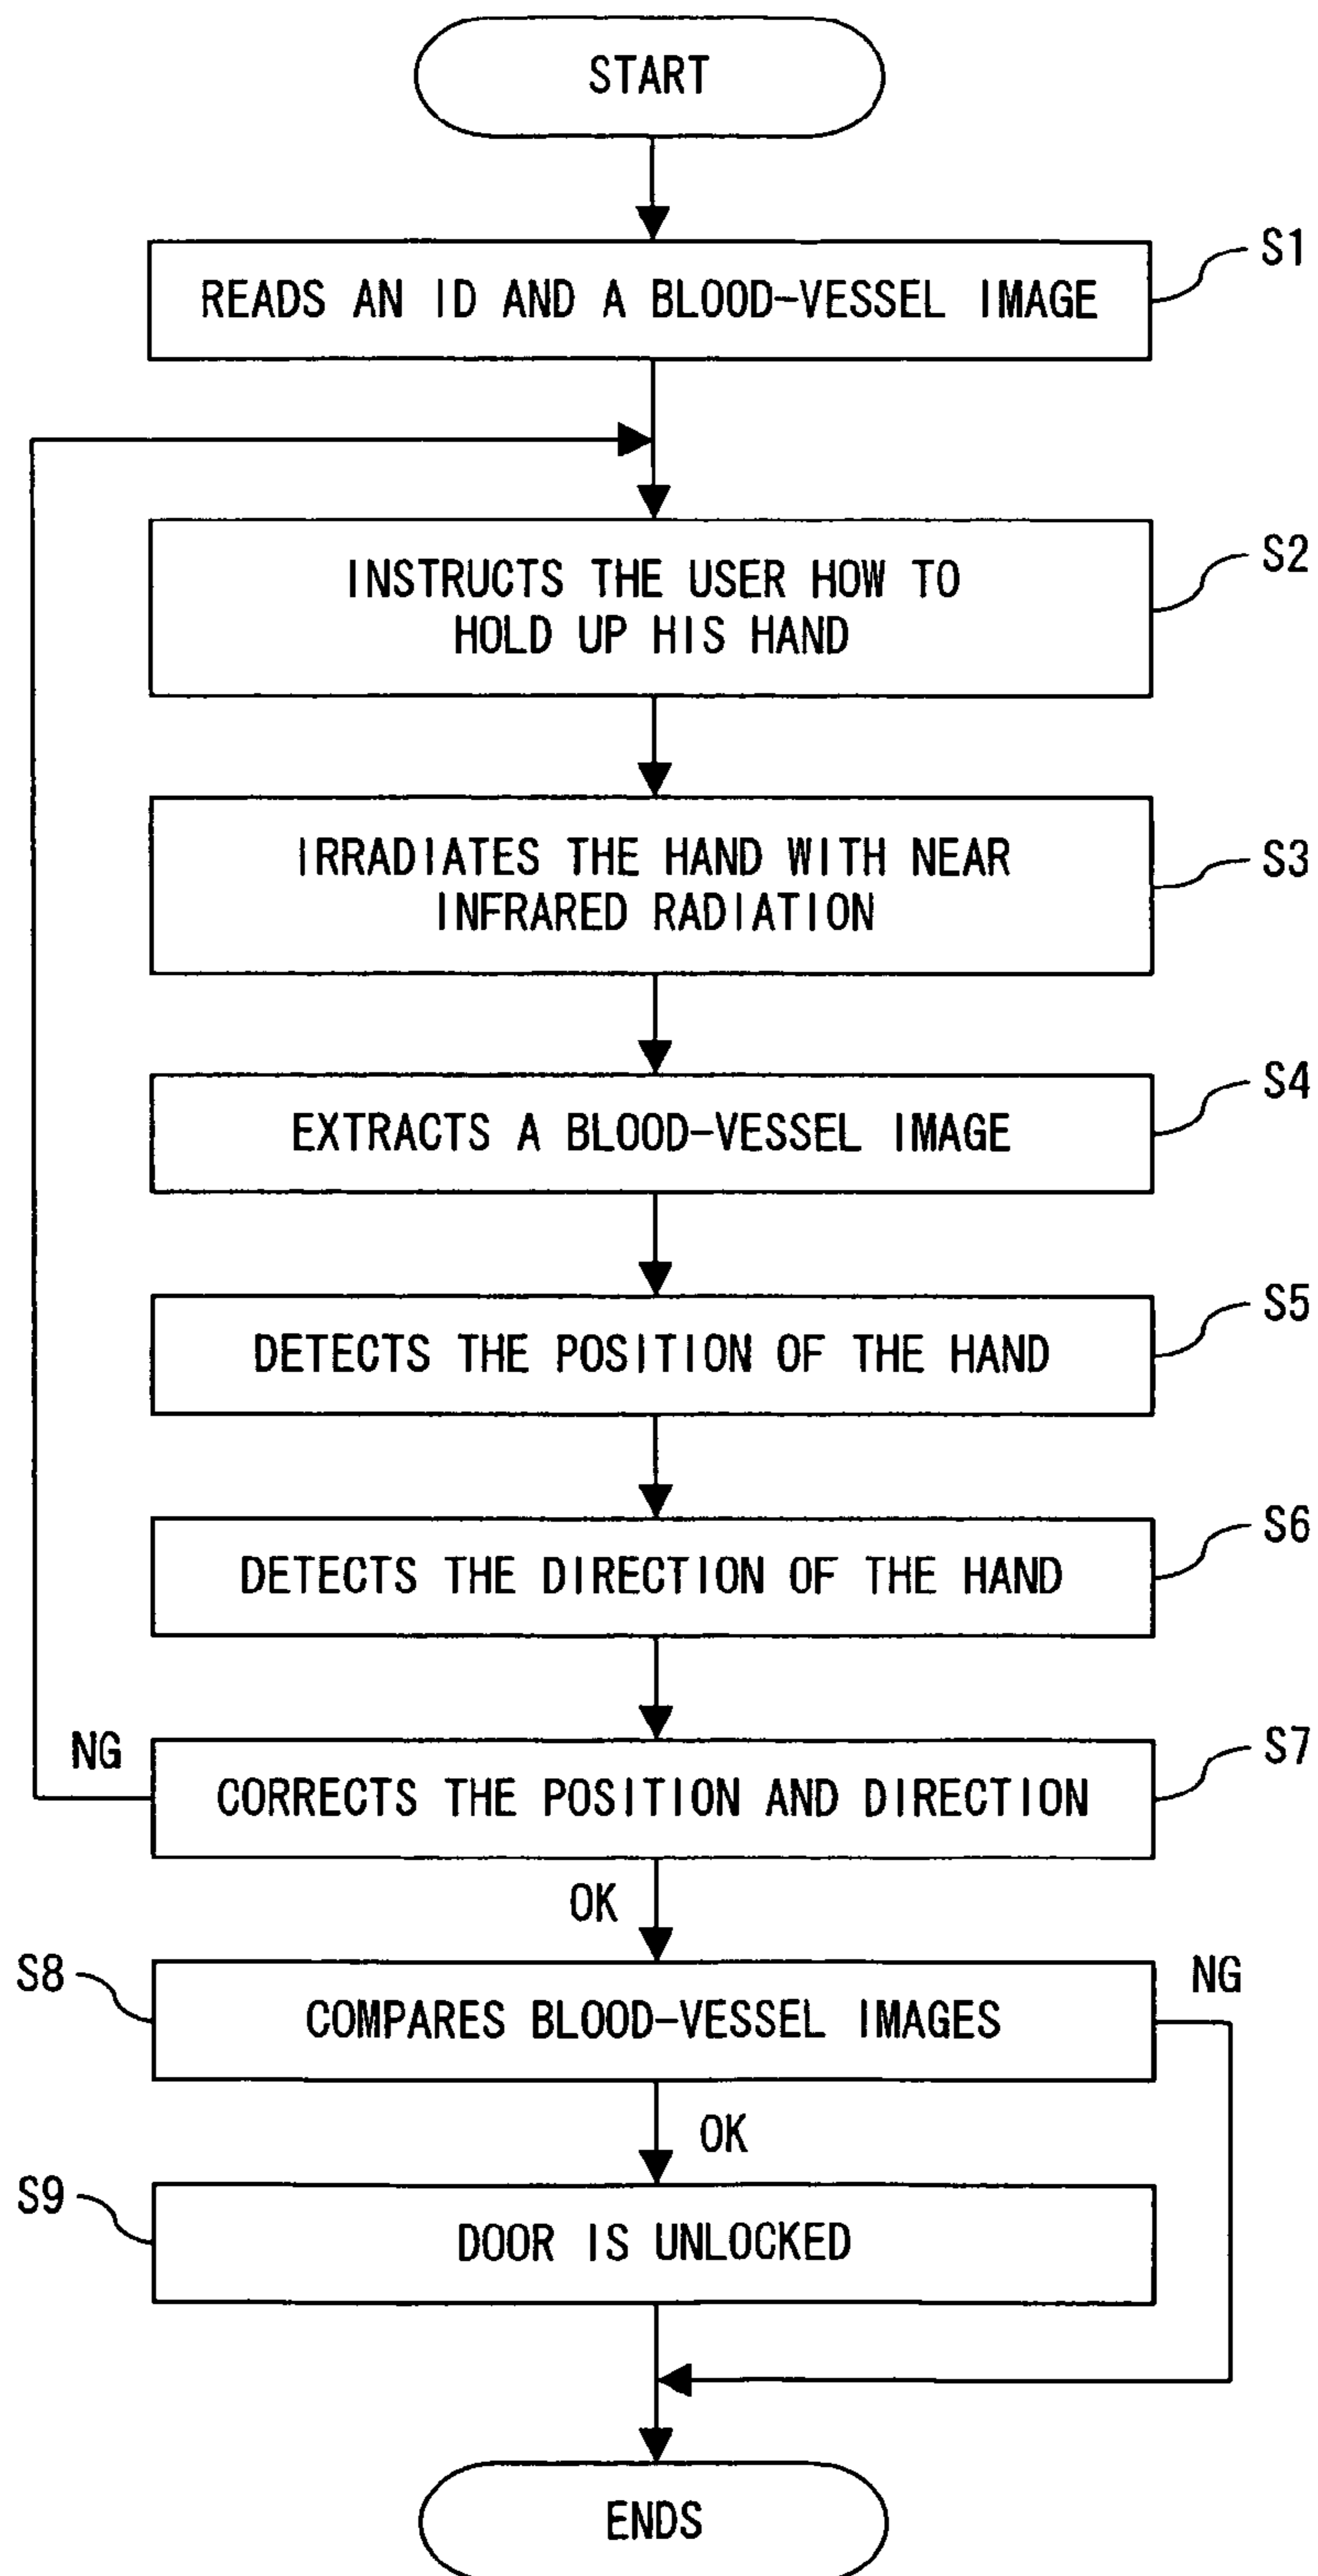 START
S1
READS AN ID AND A BLOOD-VESSEL IMAGE
S2
INSTRUCTS THE USER HOW TO
HOLD UP HIS HAND
S3
IRRADIATES THE HAND WITH NEAR
INFRARED RADIATION
S4
EXTRACTS A BLOOD-VESSEL IMAGE
S5
DETECTS THE POSITION OF THE HAND
S6
DETECTS THE DIRECTION OF THE HAND
S7
NG
CORRECTS THE POSITION AND DIRECTION
OK
S8
NG
COMPARES BLOOD-VESSEL IMAGES
OK
S9
DOOR IS UNLOCKED
ENDS